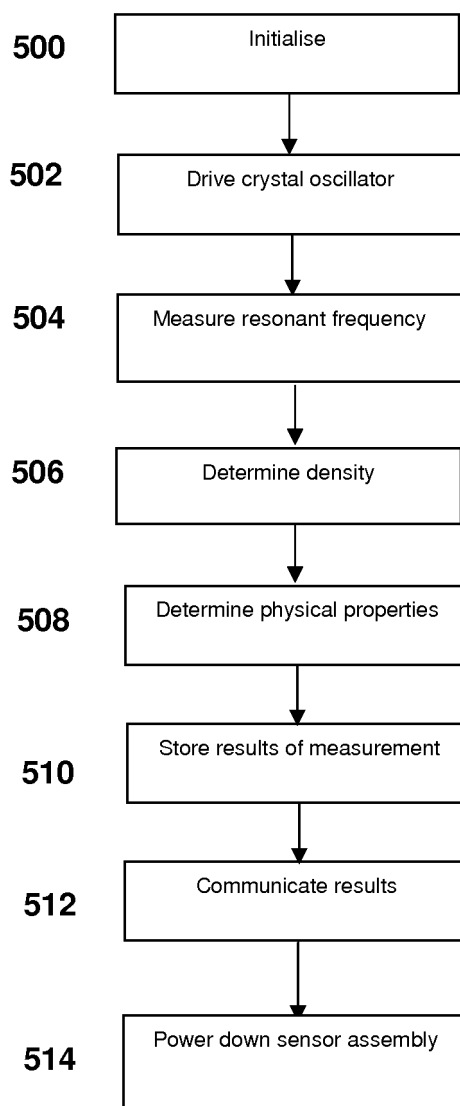 500
Initialise
502
Drive crystal oscillator
504
Measure resonant frequency
506
Determine density
508
Determine physical properties
510
Store results of measurement
512
Communicate results
514
Power down sensor assembly